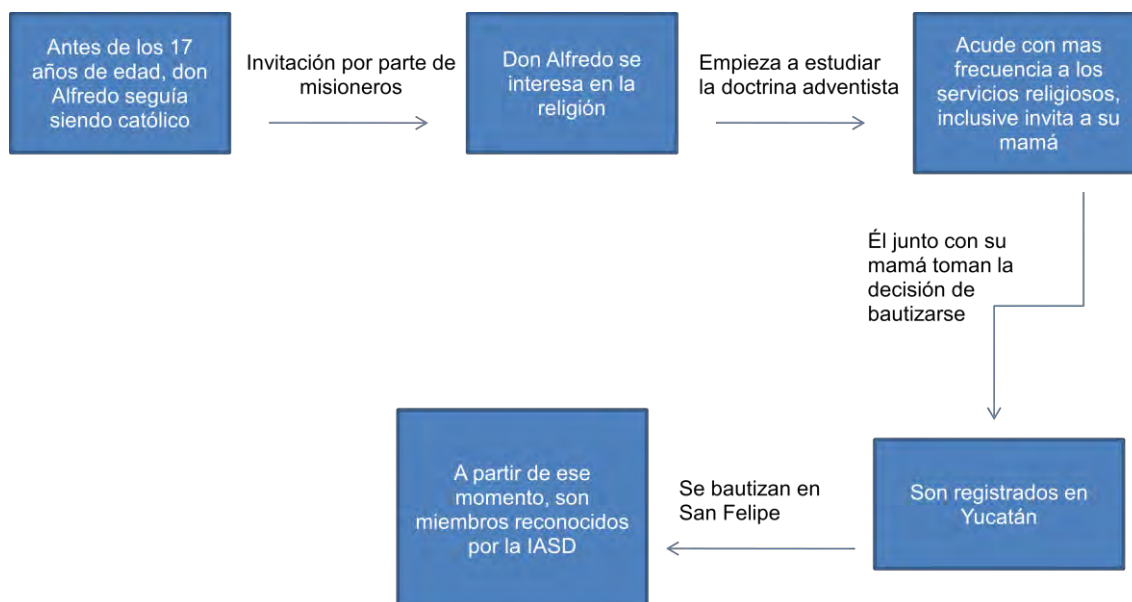 Antes de los 17
años de edad, don
Alfredo seguía
siendo católico
Invitación por parte de
misioneros
Don Alfredo se
interesa en la
religión
Empieza a estudiar
la doctrina adventista
Acude con mas
frecuencia a los
servicios religiosos,
inclusive invita a su
mamá
Él junto con su
mamá toman la
decisión de
bautizarse
Son registrados en
Yucatán
Se bautizan en
San Felipe
A partir de ese
momento, son
miembros reconocidos
por la IASD